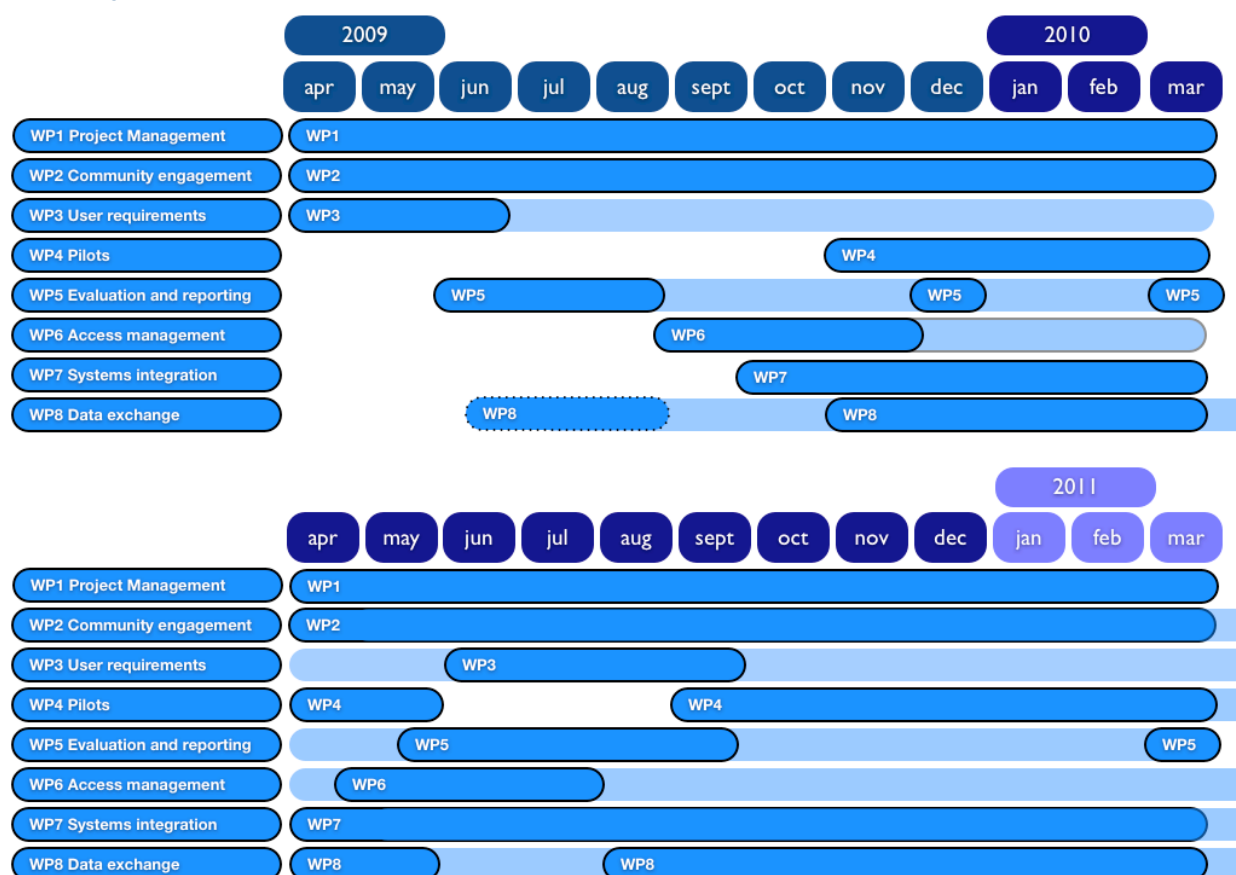 2009 2010
apr may jun jul aug sept oct nov dec jan feb mar
WP1 Project Management WP1
WP2 Community engagement WP2
WP3 User requirements WP3
WP4 Pilots WP4
WP5 Evaluation and reporting WP5 WP5 WP5
WP6 Access management WP6
WP7 Systems integration WP7
WP8 Data exchange WP8 WP8
2011
apr may jun jul aug sept oct nov dec jan feb mar
WP1 Project Management WP1
WP2 Community engagement WP2
WP3 User requirements WP3
WP4 Pilots WP4 WP4
WP5 Evaluation and reporting WP5 WP5
WP6 Access management WP6
WP7 Systems integration WP7
WP8 Data exchange WP8 WP8